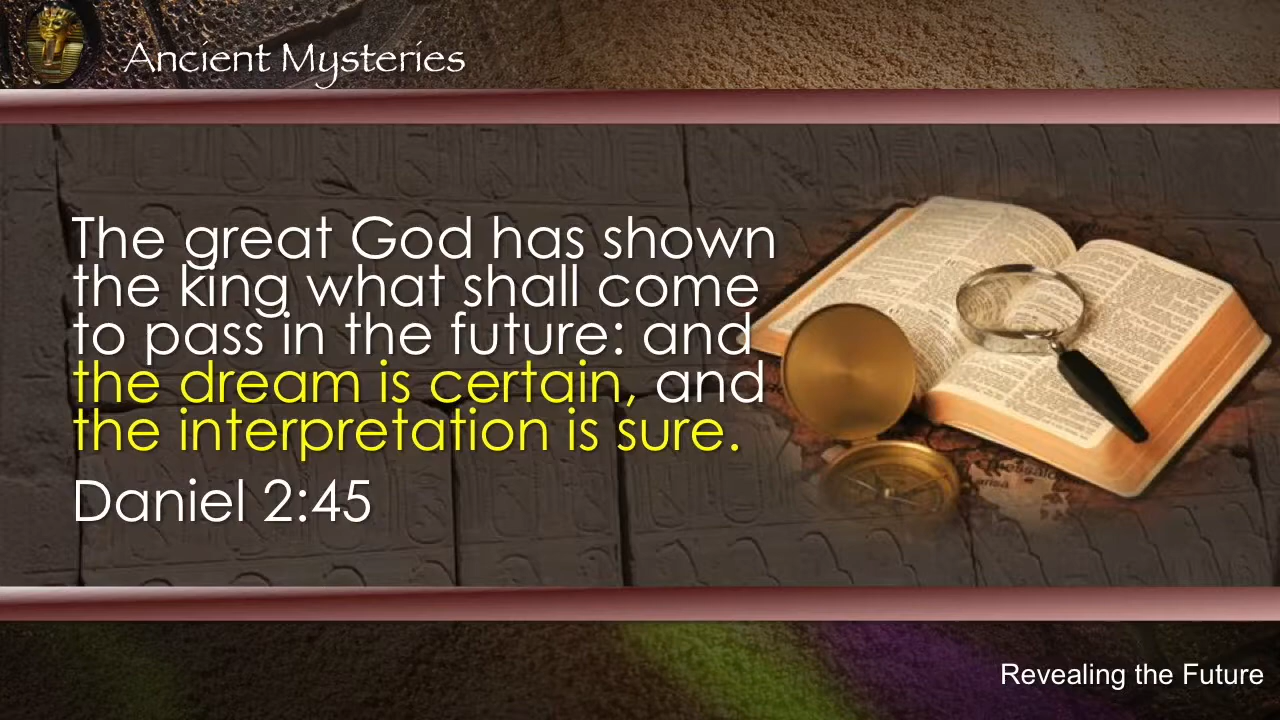 Ancient Mysteries
The great God has shown
the king what shall come
to pass in the future: and
the dream is certain, and
the interpretation is sure.
Daniel 2:45
Revealing the Future